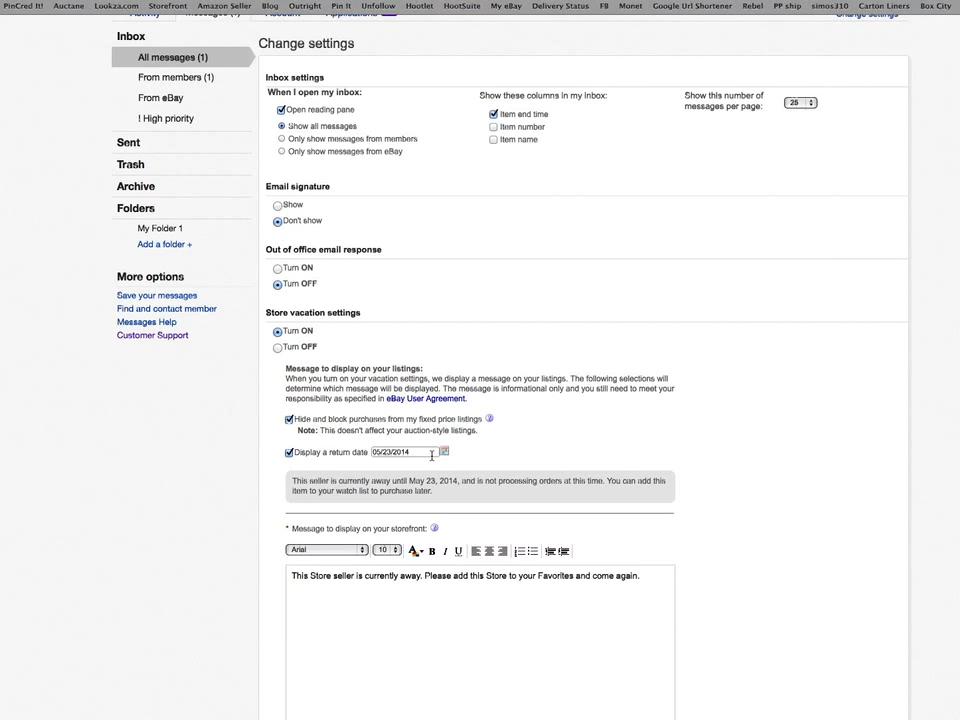 PinCred It! Auctane Lookza.com Storefront Amazon Seller Blog Outright Pin It Unfollow Hootlet HootSuite My eBay Delivery Status FB Monet Google Url Shortener Rebel PP ship simos310 Carton Liners Box City
Activity Messages (1) Account Applications Change settings
Inbox
All messages (1)
From members (1)
From eBay
! High priority
Sent
Trash
Archive
Folders
My Folder 1
Add a folder +
More options
Save your messages
Find and contact member
Messages Help
Customer Support
Change settings
Inbox settings
When I open my inbox:
Open reading pane
Show all messages
Only show messages from members
Only show messages from eBay
Show these columns in my inbox:
Item end time
Item number
Item name
Show this number of
messages per page:
25
Email signature
Show
Don't show
Out of office email response
Turn ON
Turn OFF
Store vacation settings
Turn ON
Turn OFF
Message to display on your listings:
When you turn on your vacation settings, we display a message on your listings. The following selections will
determine which message will be displayed. The message is informational only and you still need to meet your
responsibility as specified in eBay User Agreement.
Hide and block purchases from my fixed price listings
Note: This doesn't affect your auction-style listings.
Display a return date 05/23/2014
This seller is currently away until May 23, 2014, and is not processing orders at this time. You can add this
item to your watch list to purchase later.
* Message to display on your storefront:
Arial 10 A B I U
This Store seller is currently away. Please add this Store to your Favorites and come again.